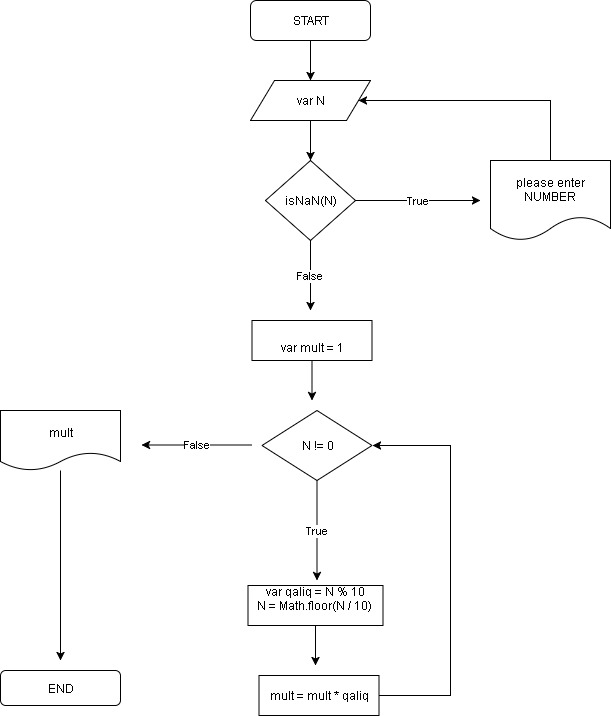 START
var N
isNaN(N)
True
please enter
NUMBER
False
var mult = 1
N != 0
False
mult
True
var qaliq = N % 10
N = Math.floor(N / 10)
mult = mult * qaliq
END